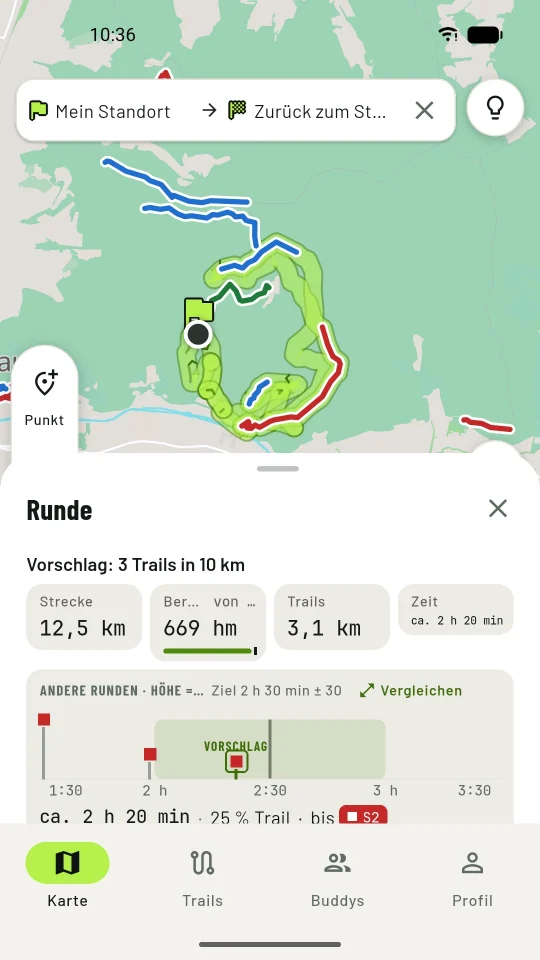 10:36
Mein Standort → Zurück zum St...
Punkt
Runde
Vorschlag: 3 Trails in 10 km
Strecke
12,5 km
Ber... von ...
669 hm
Trails
3,1 km
Zeit
ca. 2 h 20 min
ANDERE RUNDEN · HÖHE =... Ziel 2 h 30 min ± 30 Vergleichen
VORSCHLAG
1:30 2 h 2:30 3 h 3:30
ca. 2 h 20 min · 25 % Trail · bis S2
Karte Trails Buddys Profil